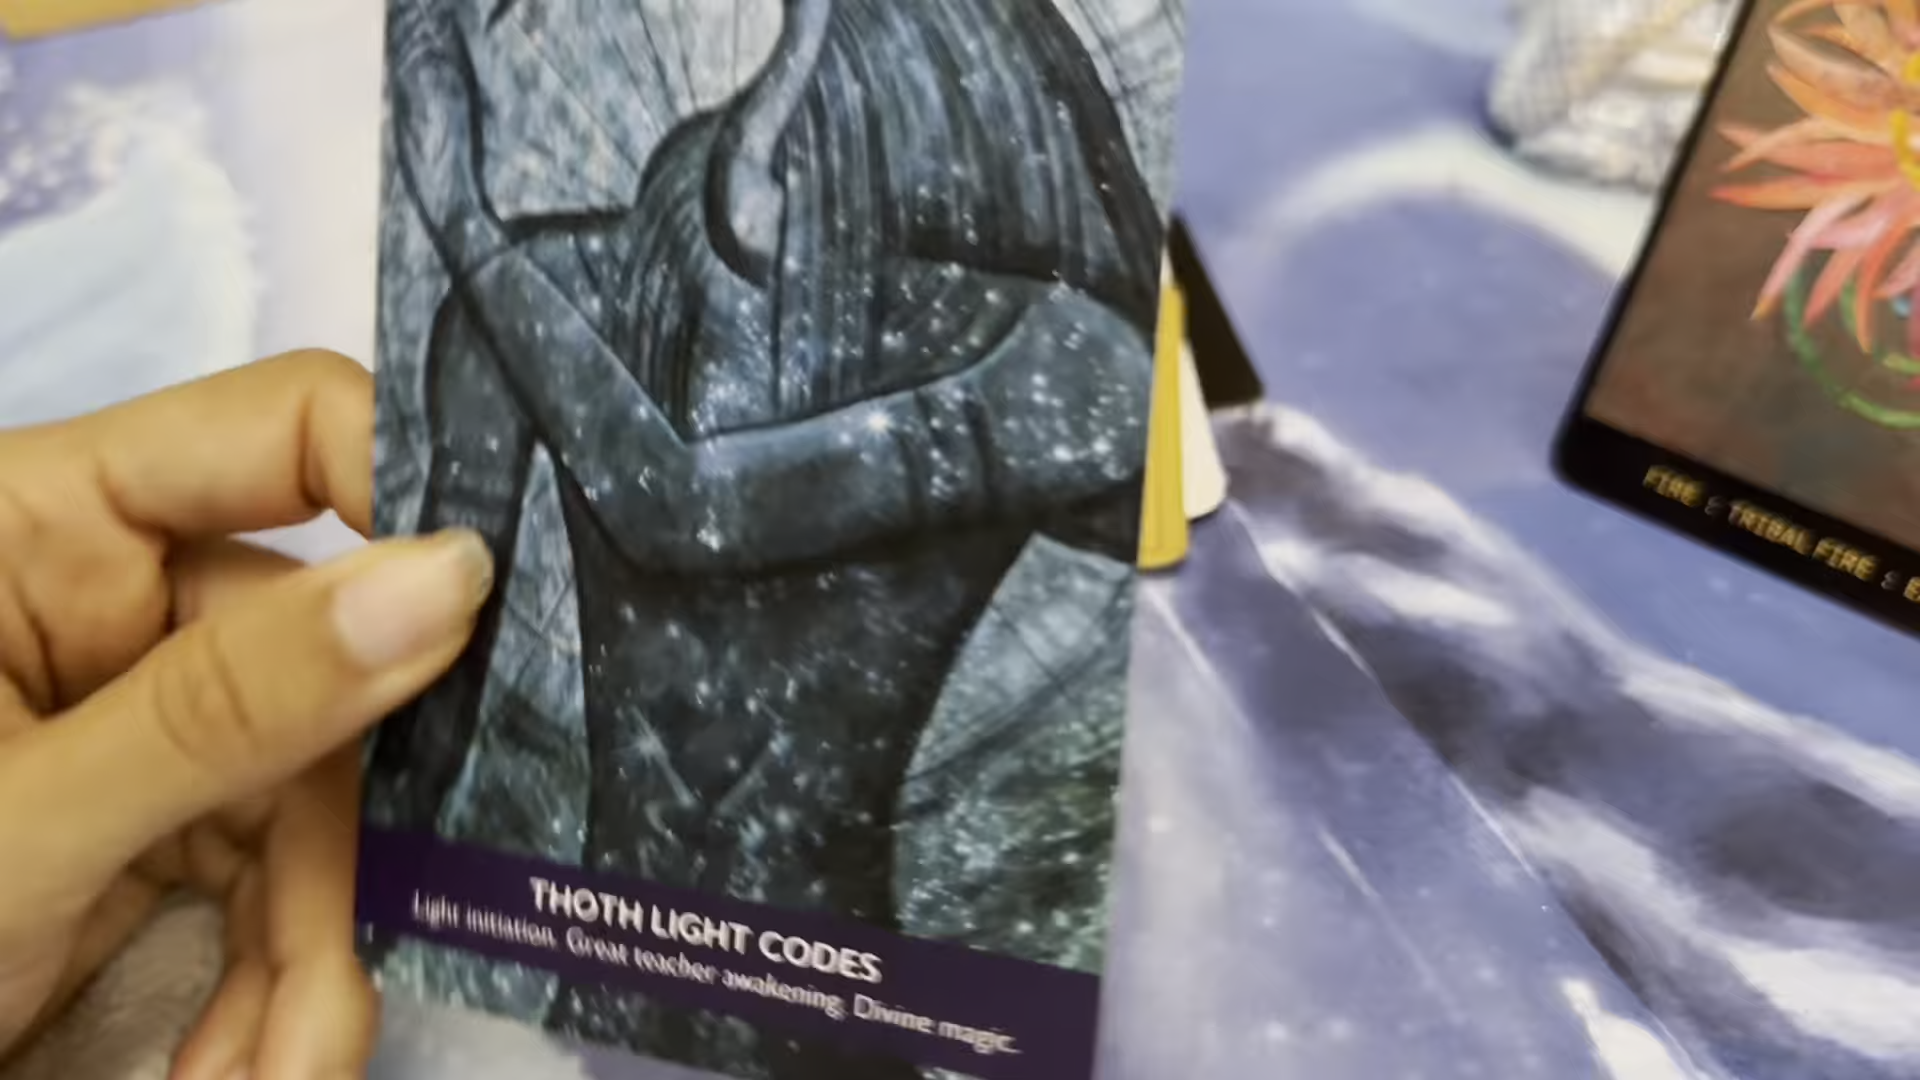 THOTH LIGHT CODES
Light initiation. Great teacher awakening. Divine magic.
FIRE : TRIBAL FIRE :